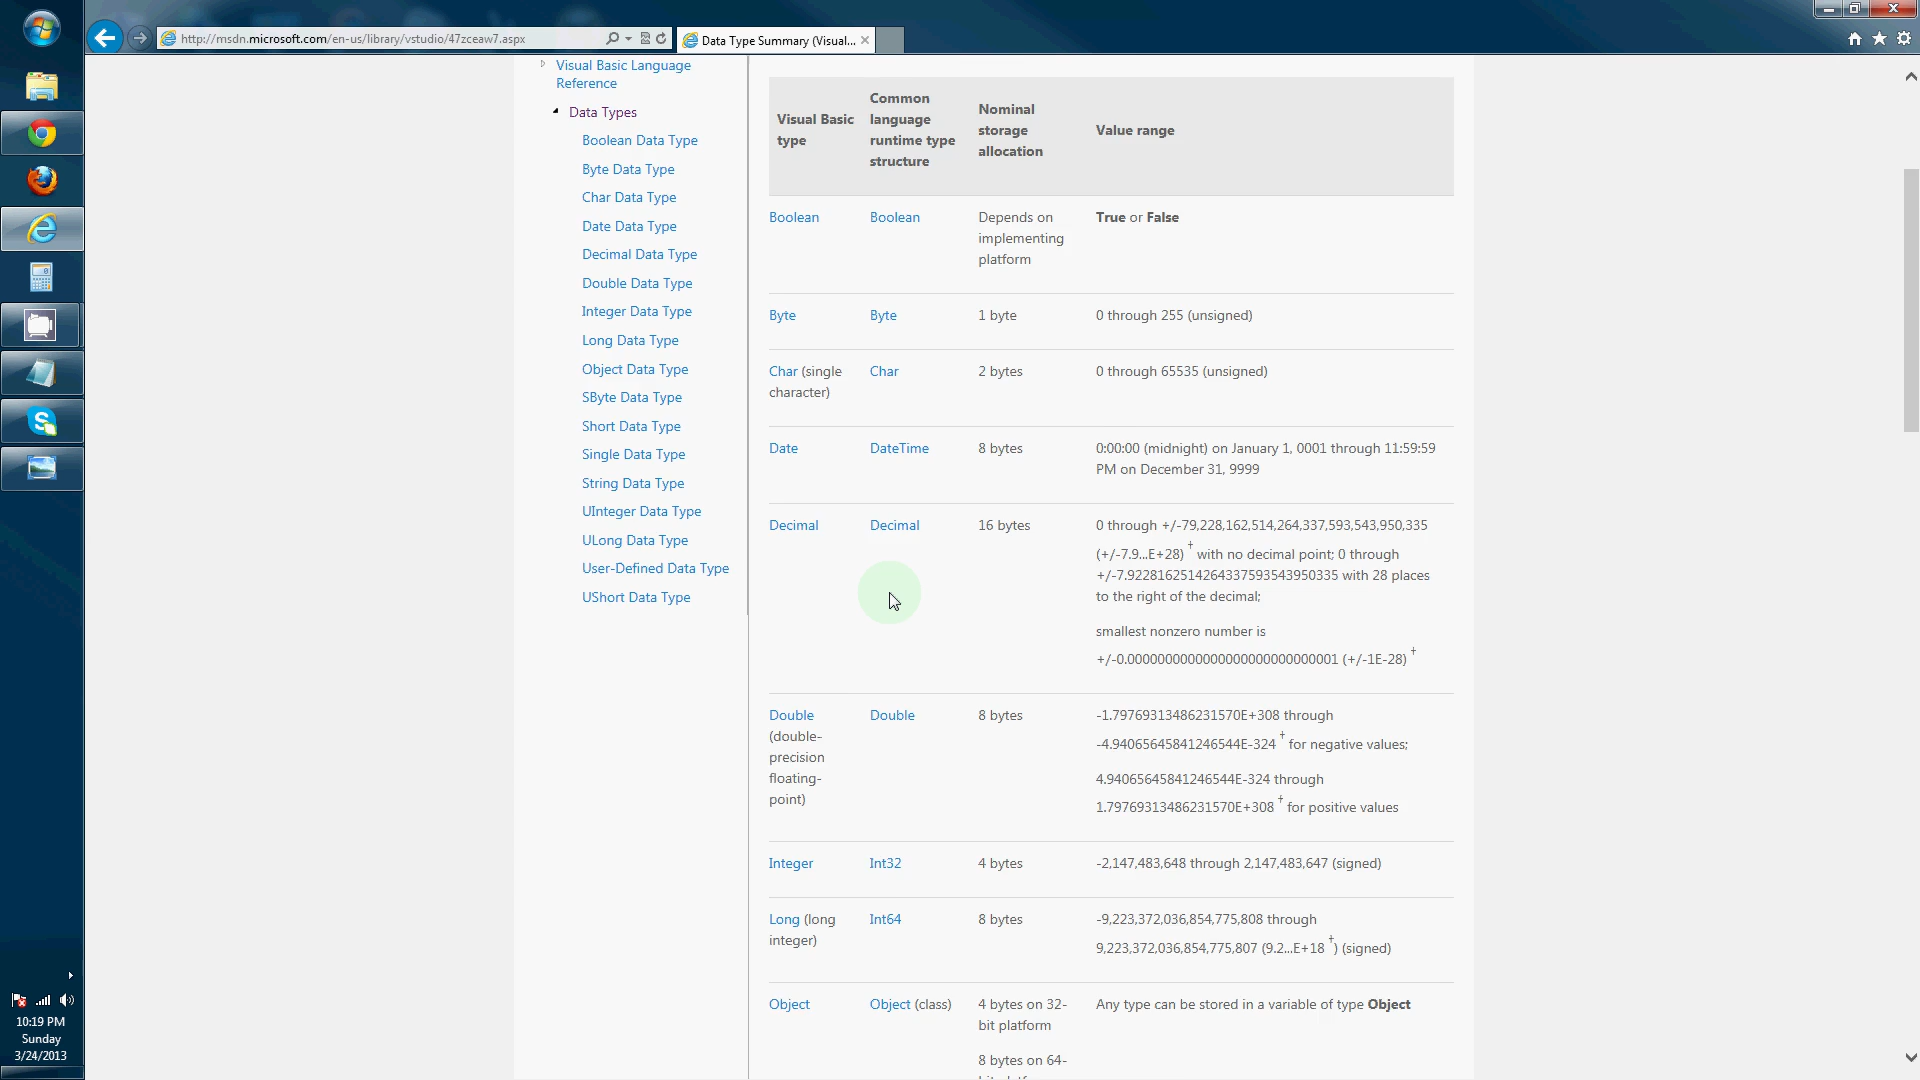 http://msdn.microsoft.com/en-us/library/vstudio/47zceaw7.aspx
Data Type Summary (Visual...
Visual Basic Language
Reference
Data Types
Boolean Data Type
Byte Data Type
Char Data Type
Date Data Type
Decimal Data Type
Double Data Type
Integer Data Type
Long Data Type
Object Data Type
SByte Data Type
Short Data Type
Single Data Type
String Data Type
UInteger Data Type
ULong Data Type
User-Defined Data Type
UShort Data Type
Visual Basic
type
Common
language
runtime type
structure
Nominal
storage
allocation
Value range
Boolean
Boolean
Depends on
implementing
platform
True or False
Byte
Byte
1 byte
0 through 255 (unsigned)
Char (single
character)
Char
2 bytes
0 through 65535 (unsigned)
Date
DateTime
8 bytes
0:00:00 (midnight) on January 1, 0001 through 11:59:59
PM on December 31, 9999
Decimal
Decimal
16 bytes
0 through +/-79,228,162,514,264,337,593,543,950,335
(+/-7.9...E+28) † with no decimal point; 0 through
+/-7.9228162514264337593543950335 with 28 places
to the right of the decimal;
smallest nonzero number is
+/-0.0000000000000000000000000001 (+/-1E-28) †
Double
(double-
precision
floating-
point)
Double
8 bytes
-1.79769313486231570E+308 through
-4.94065645841246544E-324 † for negative values;
4.94065645841246544E-324 through
1.79769313486231570E+308 † for positive values
Integer
Int32
4 bytes
-2,147,483,648 through 2,147,483,647 (signed)
Long (long
integer)
Int64
8 bytes
-9,223,372,036,854,775,808 through
9,223,372,036,854,775,807 (9.2...E+18 †) (signed)
Object
Object (class)
4 bytes on 32-
bit platform
8 bytes on 64-
Any type can be stored in a variable of type Object
10:19 PM
Sunday
3/24/2013